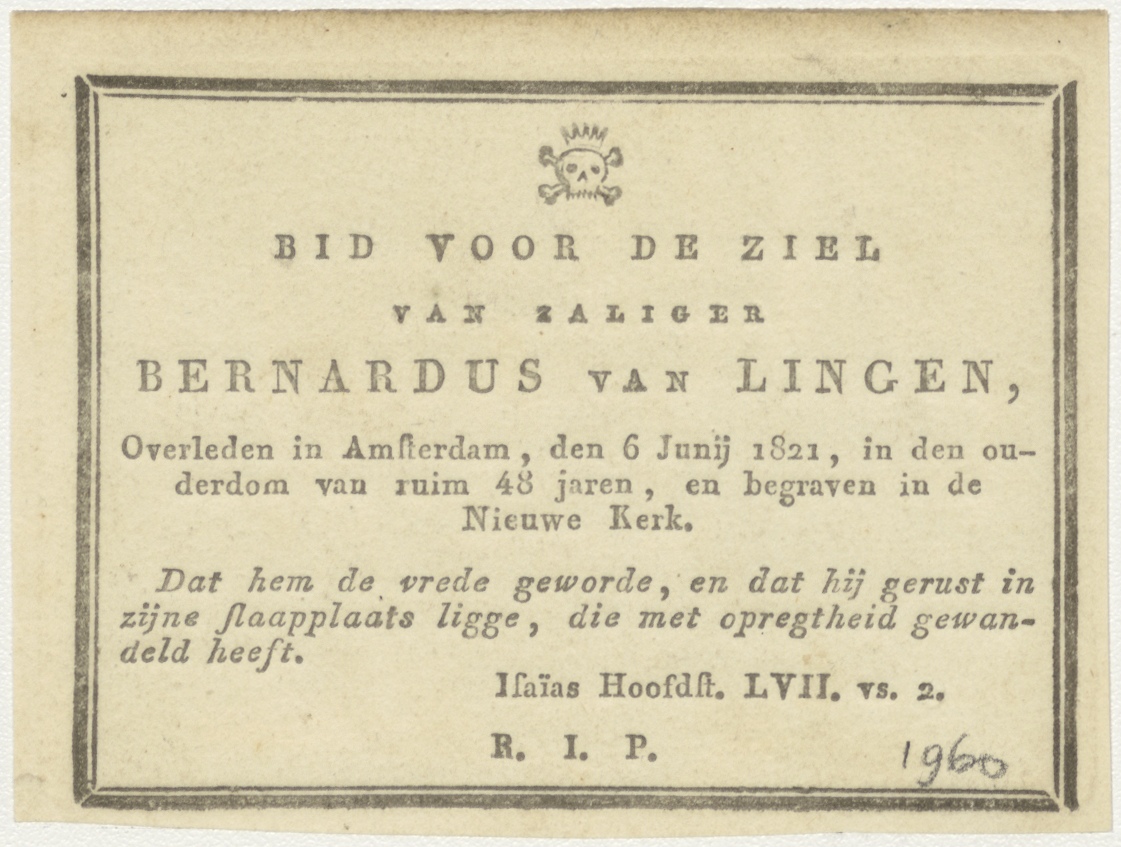 BID VOOR DE ZIEL
VAN ZALIGER
BERNARDUS VAN LINGEN,
Overleden in Amſterdam, den 6 Junij 1821, in den ou-
derdom van ruim 48 jaren, en begraven in de
Nieuwe Kerk.
Dat hem de vrede geworde, en dat hij gerust in
zijne ſlaapplaats ligge, die met opregtheid gewan-
deld heeft.
Iſaïas Hoofdſt. LVII. vs. 2.
R. I. P.
1960